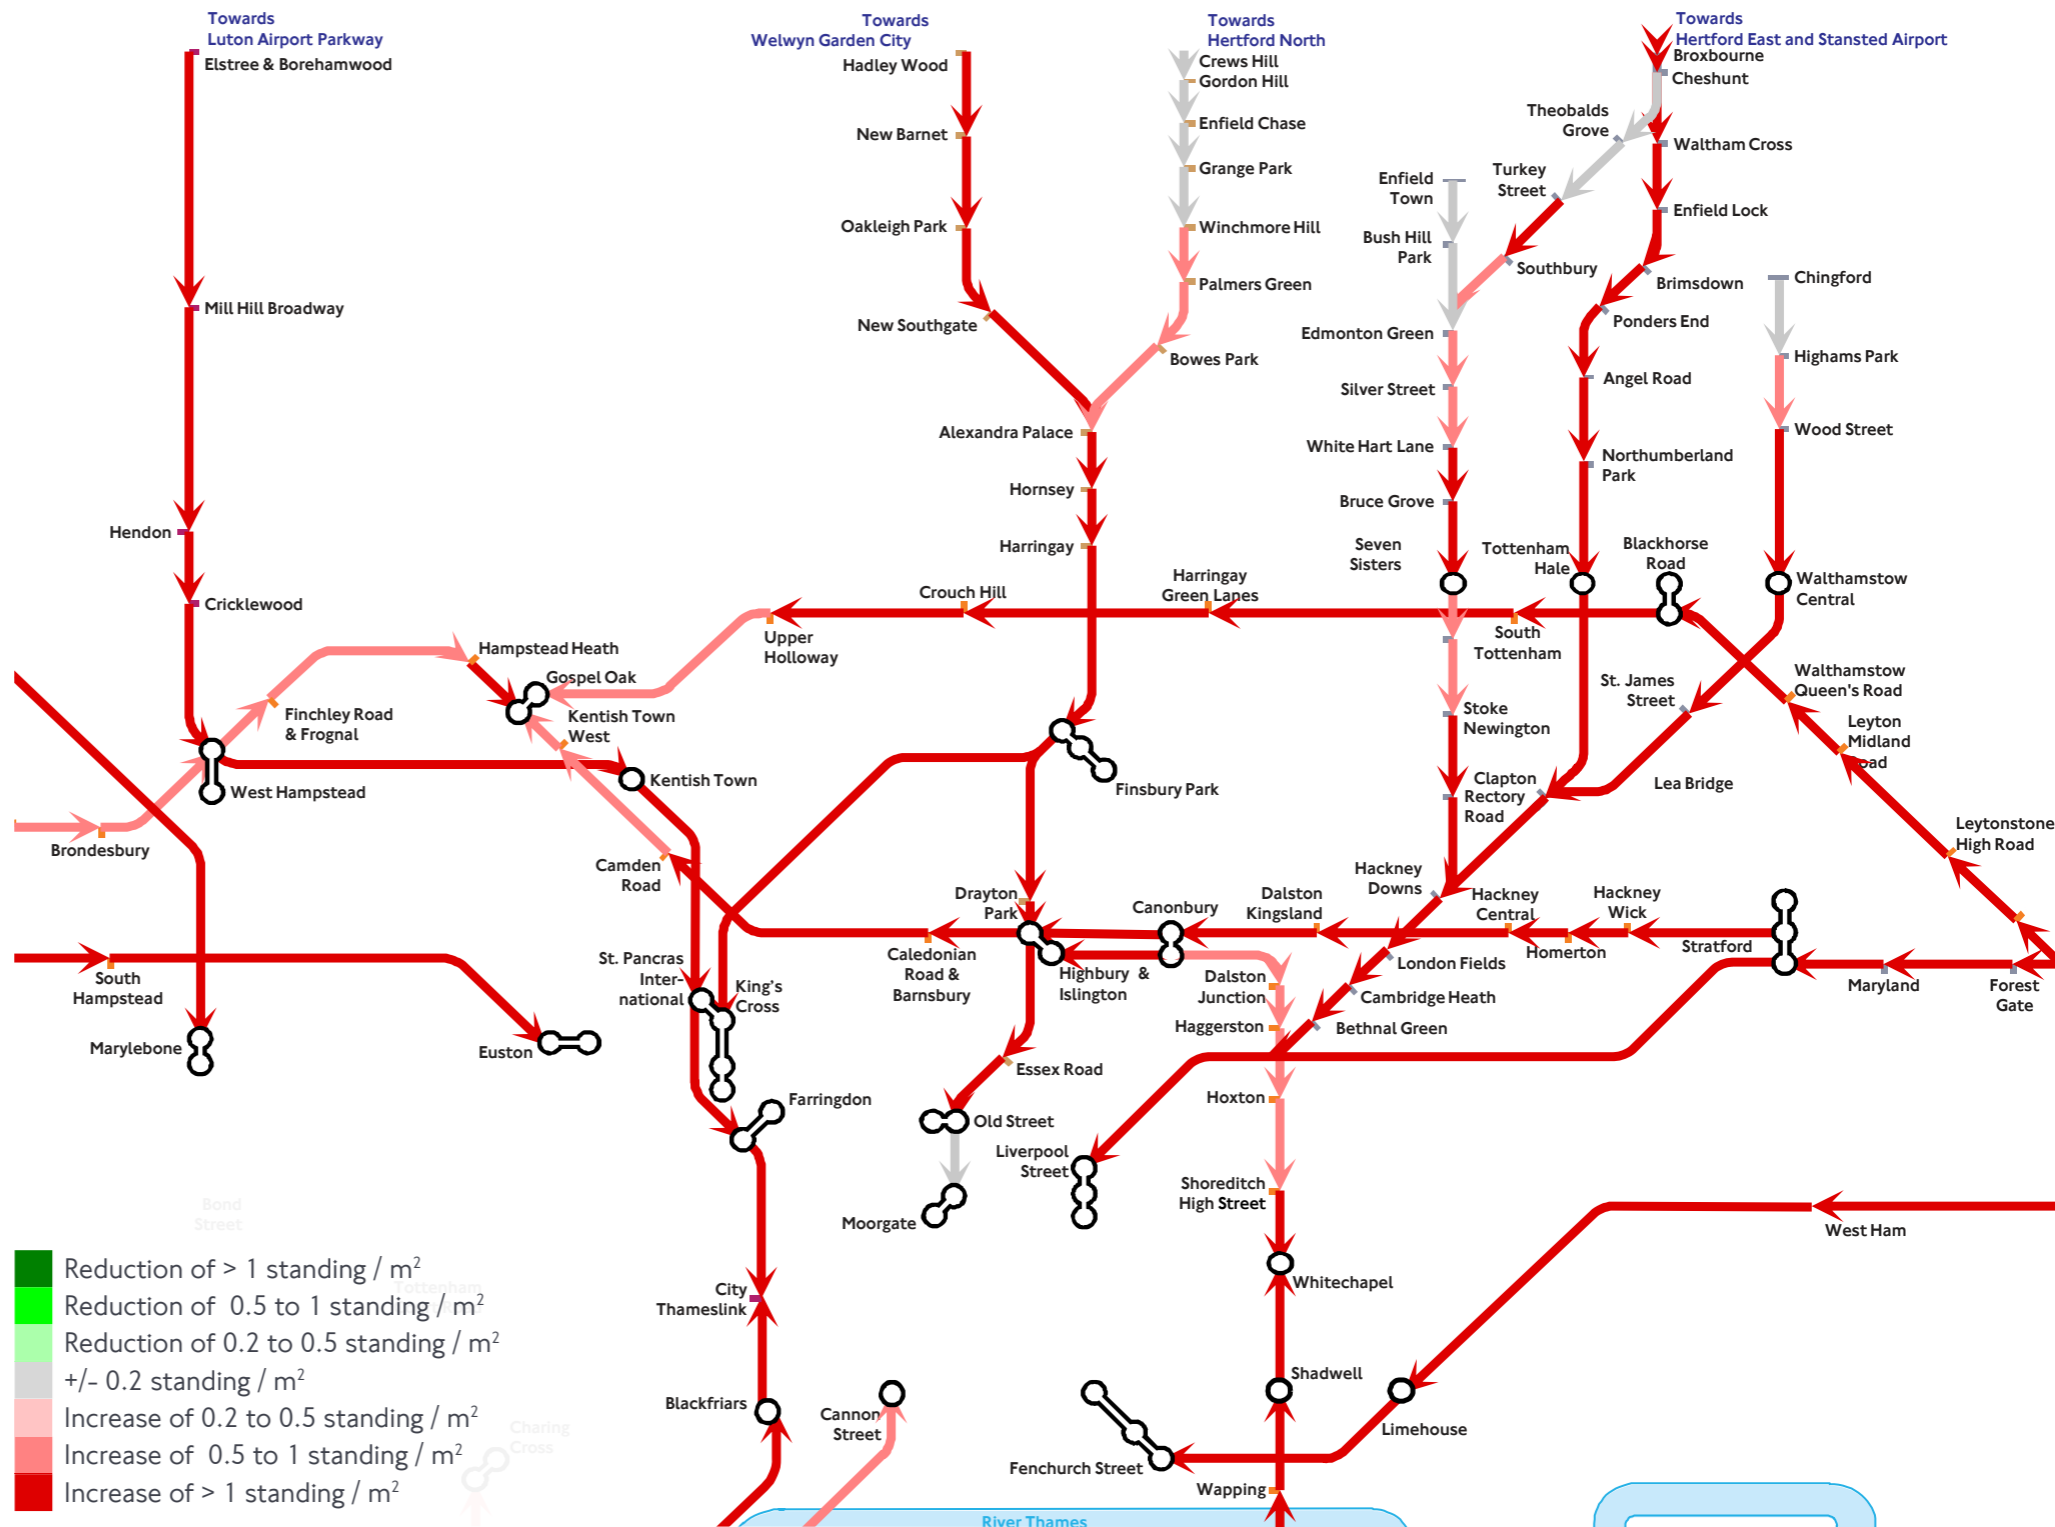 Towards
Luton Airport Parkway
Elstree & Borehamwood
Towards
Welwyn Garden City
Hadley Wood
Towards
Hertford North
Crews Hill
Gordon Hill
Towards
Hertford East and Stansted Airport
Broxbourne
Cheshunt
Theobalds
Grove
Enfield Chase
New Barnet
Waltham Cross
Grange Park
Turkey
Street
Enfield
Town
Enfield Lock
Oakleigh Park
Winchmore Hill
Bush Hill
Park
Southbury
Brimsdown
Chingford
Palmers Green
Mill Hill Broadway
New Southgate
Ponders End
Edmonton Green
Bowes Park
Highams Park
Angel Road
Silver Street
Alexandra Palace
Wood Street
White Hart Lane
Northumberland
Park
Hornsey
Bruce Grove
Hendon
Harringay
Seven
Sisters
Tottenham
Hale
Blackhorse
Road
Walthamstow
Central
Cricklewood
Crouch Hill
Harringay
Green Lanes
Upper
Holloway
South
Tottenham
Hampstead Heath
Gospel Oak
Finchley Road
& Frognal
Kentish Town
West
St. James
Street
Walthamstow
Queen's Road
Stoke
Newington
Leyton
Midland
Road
Kentish Town
West Hampstead
Finsbury Park
Clapton
Rectory
Road
Lea Bridge
Brondesbury
Camden
Road
Leytonstone
High Road
Hackney
Downs
Drayton
Park
Canonbury
Dalston
Kingsland
Hackney
Central
Hackney
Wick
Stratford
Homerton
South
Hampstead
St. Pancras
Inter-
national
King's
Cross
Caledonian
Road &
Barnsbury
Highbury &
Islington
Dalston
Junction
London Fields
Cambridge Heath
Maryland
Forest
Gate
Haggerston
Bethnal Green
Marylebone
Euston
Essex Road
Farringdon
Hoxton
Old Street
Liverpool
Street
Shoreditch
High Street
Moorgate
Bond
Street
West Ham
Whitechapel
Reduction of > 1 standing / m²
Tottenham
Reduction of 0.5 to 1 standing / m²
Reduction of 0.2 to 0.5 standing / m²
+/- 0.2 standing / m²
Increase of 0.2 to 0.5 standing / m²
Increase of 0.5 to 1 standing / m²
Increase of > 1 standing / m²
Charing
Cross
City
Thameslink
Blackfriars
Cannon
Street
Shadwell
Limehouse
Fenchurch Street
Wapping
River Thames